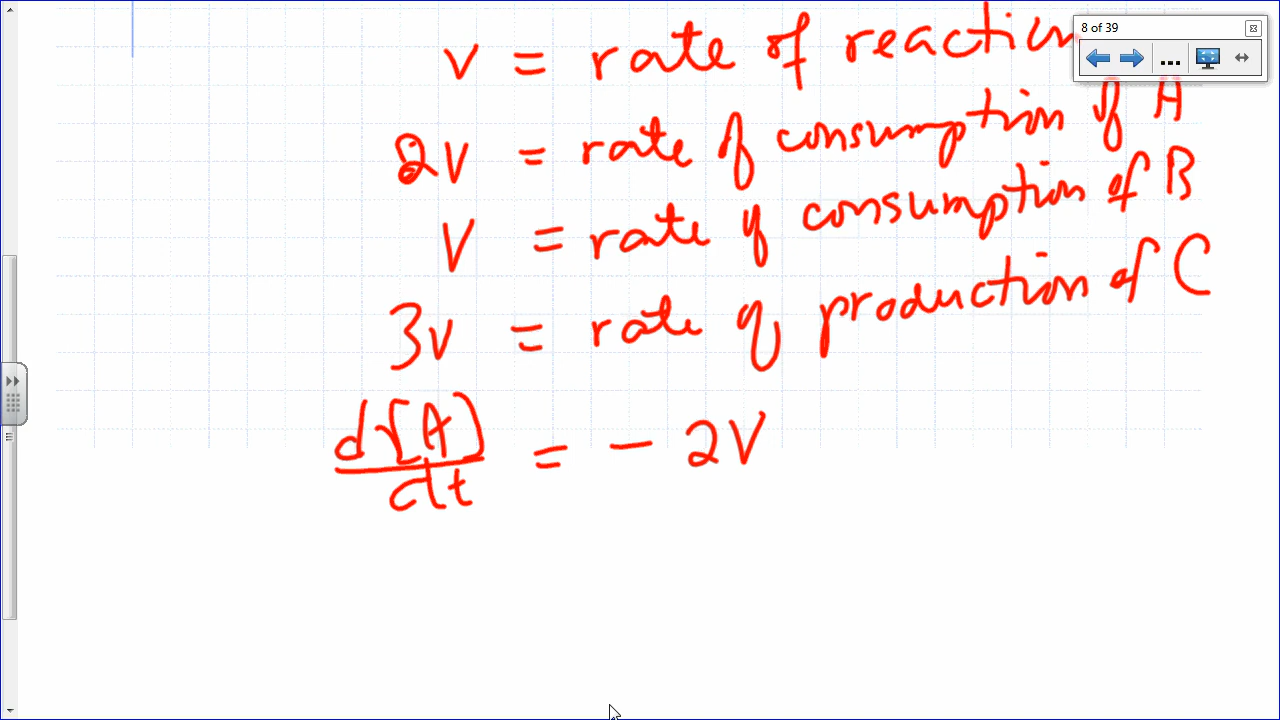 8 of 39
v = rate of reaction
2V = rate of consumption of A
V = rate of consumption of B
3v = rate of production of C
d[A]/dt = - 2V